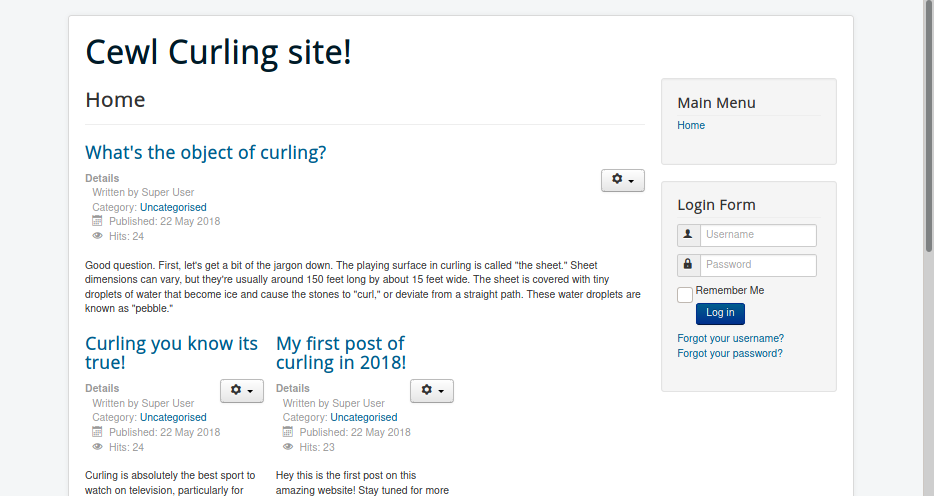 Cewl Curling site!
Home
What's the object of curling?
Details
Written by Super User
Category: Uncategorised
Published: 22 May 2018
Hits: 24
Good question. First, let's get a bit of the jargon down. The playing surface in curling is called "the sheet." Sheet
dimensions can vary, but they're usually around 150 feet long by about 15 feet wide. The sheet is covered with tiny
droplets of water that become ice and cause the stones to "curl," or deviate from a straight path. These water droplets are
known as "pebble."
Curling you know its
true!
Details
Written by Super User
Category: Uncategorised
Published: 22 May 2018
Hits: 24
Curling is absolutely the best sport to
watch on television, particularly for
My first post of
curling in 2018!
Details
Written by Super User
Category: Uncategorised
Published: 22 May 2018
Hits: 23
Hey this is the first post on this
amazing website! Stay tuned for more
Main Menu
Home
Login Form
Username
Password
Remember Me
Log in
Forgot your username?
Forgot your password?